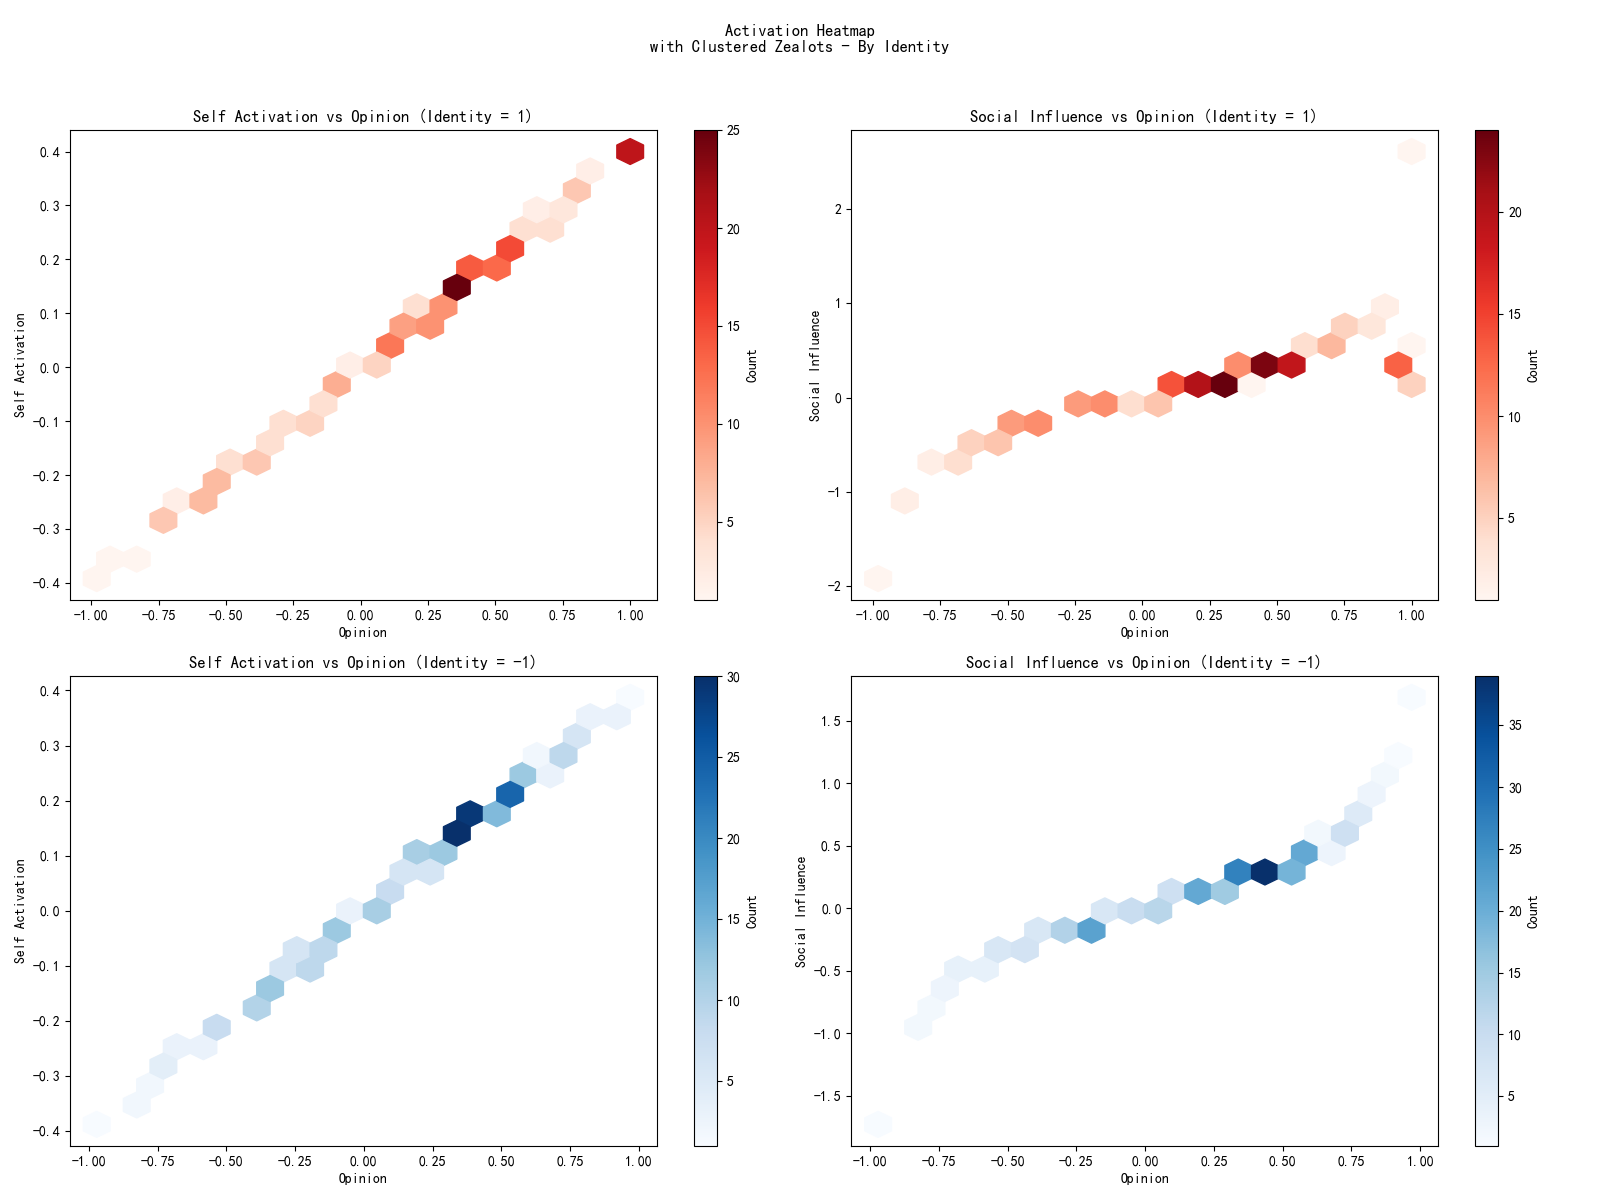 Activation Heatmap
with Clustered Zealots - By Identity
Self Activation vs Opinion (Identity = 1)
0.4
0.3
0.2
0.1
0.0
-0.1
-0.2
-0.3
-0.4
Self Activation
-1.00 -0.75 -0.50 -0.25 0.00 0.25 0.50 0.75 1.00
Opinion
25
20
15
10
5
Count
Social Influence vs Opinion (Identity = 1)
2
1
0
-1
-2
Social Influence
-1.00 -0.75 -0.50 -0.25 0.00 0.25 0.50 0.75 1.00
Opinion
20
15
10
5
Count
Self Activation vs Opinion (Identity = -1)
0.4
0.3
0.2
0.1
0.0
-0.1
-0.2
-0.3
-0.4
Self Activation
-1.00 -0.75 -0.50 -0.25 0.00 0.25 0.50 0.75 1.00
Opinion
30
25
20
15
10
5
Count
Social Influence vs Opinion (Identity = -1)
1.5
1.0
0.5
0.0
-0.5
-1.0
-1.5
Social Influence
-1.00 -0.75 -0.50 -0.25 0.00 0.25 0.50 0.75 1.00
Opinion
35
30
25
20
15
10
5
Count